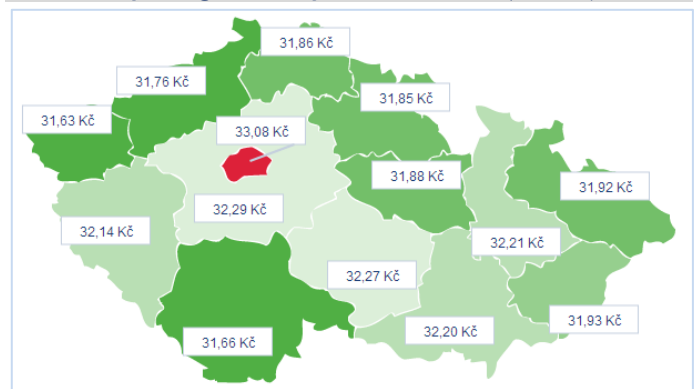 31,86 Kč
31,76 Kč
31,85 Kč
31,63 Kč
33,08 Kč
31,88 Kč
31,92 Kč
32,29 Kč
32,14 Kč
32,21 Kč
32,27 Kč
31,93 Kč
32,20 Kč
31,66 Kč